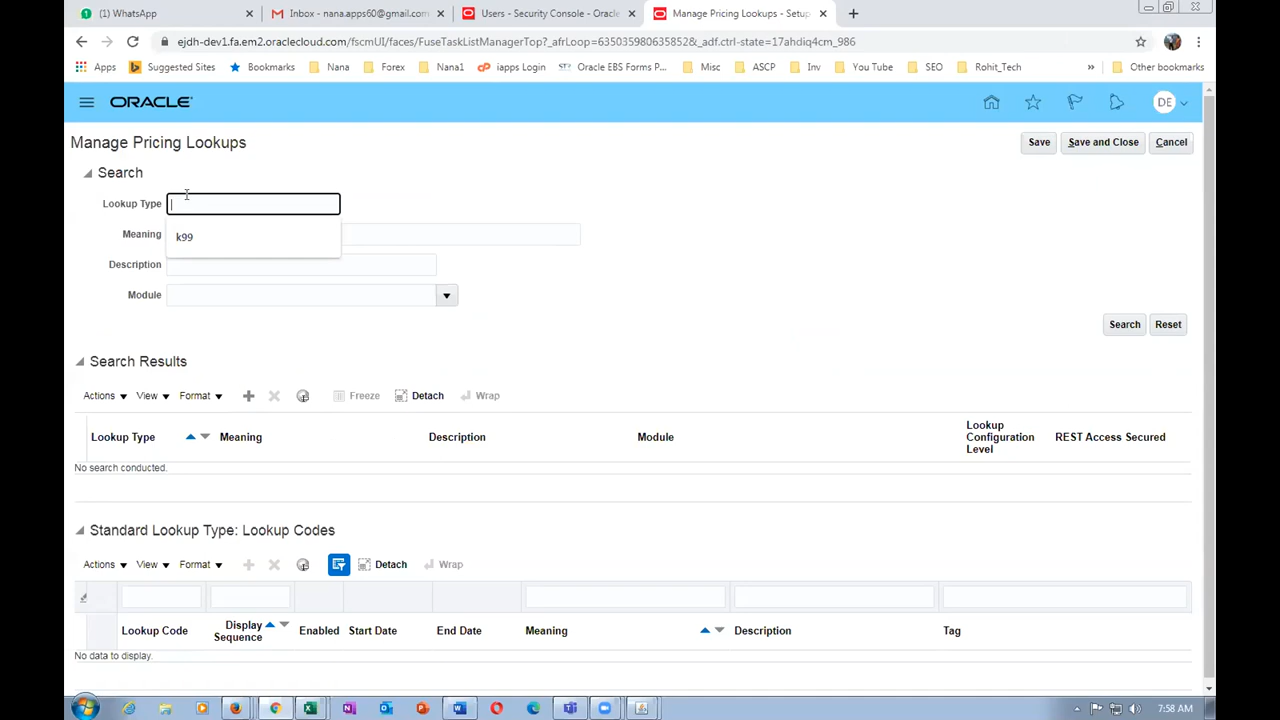 (1) WhatsApp
Inbox - nana.apps60@gmail.com
Users - Security Console - Oracle
Manage Pricing Lookups - Setup
ejdh-dev1.fa.em2.oraclecloud.com/fscmUI/faces/FuseTaskListManagerTop?_afrLoop=6350359806358​52&_adf.ctrl-state=17ahdiq4cm_986
Apps Suggested Sites Bookmarks Nana Forex Nana1 iapps Login Oracle EBS Forms P... Misc ASCP Inv You Tube SEO Rohit_Tech » Other bookmarks
ORACLE DE
Manage Pricing Lookups Save Save and Close Cancel
Search
Lookup Type
k99
Meaning
Description
Module
Search Reset
Search Results
Actions View Format Freeze Detach Wrap
Lookup Type Meaning Description Module Lookup Configuration Level REST Access Secured
No search conducted.
Standard Lookup Type: Lookup Codes
Actions View Format Detach Wrap
Lookup Code Display Sequence Enabled Start Date End Date Meaning Description Tag
No data to display.
7:58 AM